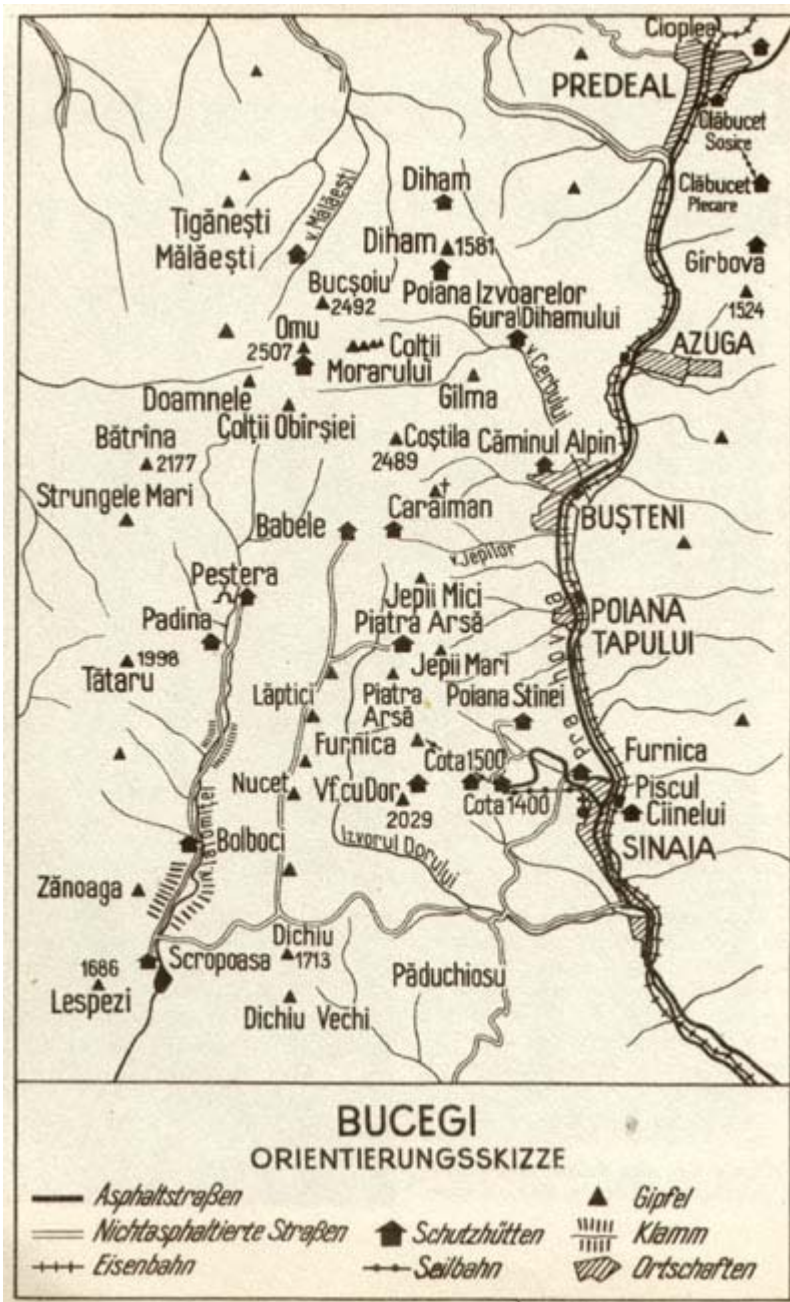 Cioplea
PREDEAL
Clăbucet
Sosire
Clăbucet
Plecare
Diham
v. Mălăești
Țigănești
Mălăești
Diham 1581
Gîrbova
Bucșoiu
2492
Poiana Izvoarelor
Gura Dihamului
1524
Omu
2507
Colții
Morarului
v. Cerbului
AZUGA
Gilma
Doamnele
Colții Obîrșiei
Bătrîna
2177
Coștila
2489
Căminul Alpin
Strungele Mari
Caraiman
BUȘTENI
Babele
v. Jepilor
Peștera
Jepii Mici
Padina
Piatra Arsă
POIANA
ȚAPULUI
Prahova
1998
Tătaru
Jepii Mari
Lăptici
Piatra
Arsă
Poiana Stînei
Furnica
Cota 1500
Furnica
Nucet
Vf. cu Dor
2029
Cota 1400
Piscul
Cîinelui
Bolboci
Izvorul Dorului
SINAIA
Zănoaga
Dichiu
1713
Scropoasa
1686
Lespezi
Păduchiosu
Dichiu Vechi
BUCEGI
ORIENTIERUNGSSKIZZE
Asphaltstraßen
Gipfel
Nichtasphaltierte Straßen
Schutzhütten
Klamm
Eisenbahn
Seilbahn
Ortschaften